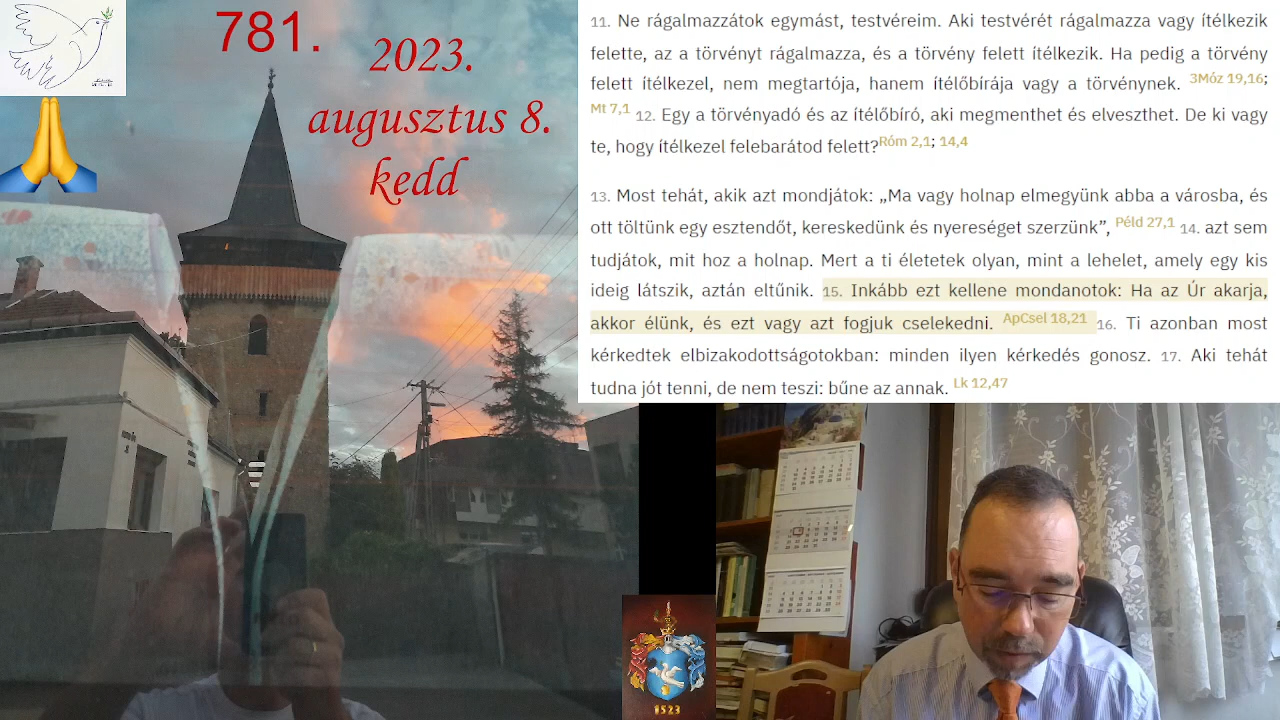 781.
2023.
augusztus 8.
kedd
11. Ne rágalmazzátok egymást, testvéreim. Aki testvérét rágalmazza vagy ítélkezik
felette, az a törvényt rágalmazza, és a törvény felett ítélkezik. Ha pedig a törvény
felett ítélkezel, nem megtartója, hanem ítélőbírája vagy a törvénynek. 3Móz 19,16;
Mt 7,1 12. Egy a törvényadó és az ítélőbíró, aki megmenthet és elveszthet. De ki vagy
te, hogy ítélkezel felebarátod felett?Róm 2,1; 14,4
13. Most tehát, akik azt mondjátok: „Ma vagy holnap elmegyünk abba a városba, és
ott töltünk egy esztendőt, kereskedünk és nyereséget szerzünk”, Péld 27,1 14. azt sem
tudjátok, mit hoz a holnap. Mert a ti életetek olyan, mint a lehelet, amely egy kis
ideig látszik, aztán eltűnik. 15. Inkább ezt kellene mondanotok: Ha az Úr akarja,
akkor élünk, és ezt vagy azt fogjuk cselekedni. ApCsel 18,21 16. Ti azonban most
kérkedtek elbizakodottságotokban: minden ilyen kérkedés gonosz. 17. Aki tehát
tudna jót tenni, de nem teszi: bűne az annak. Lk 12,47
1523